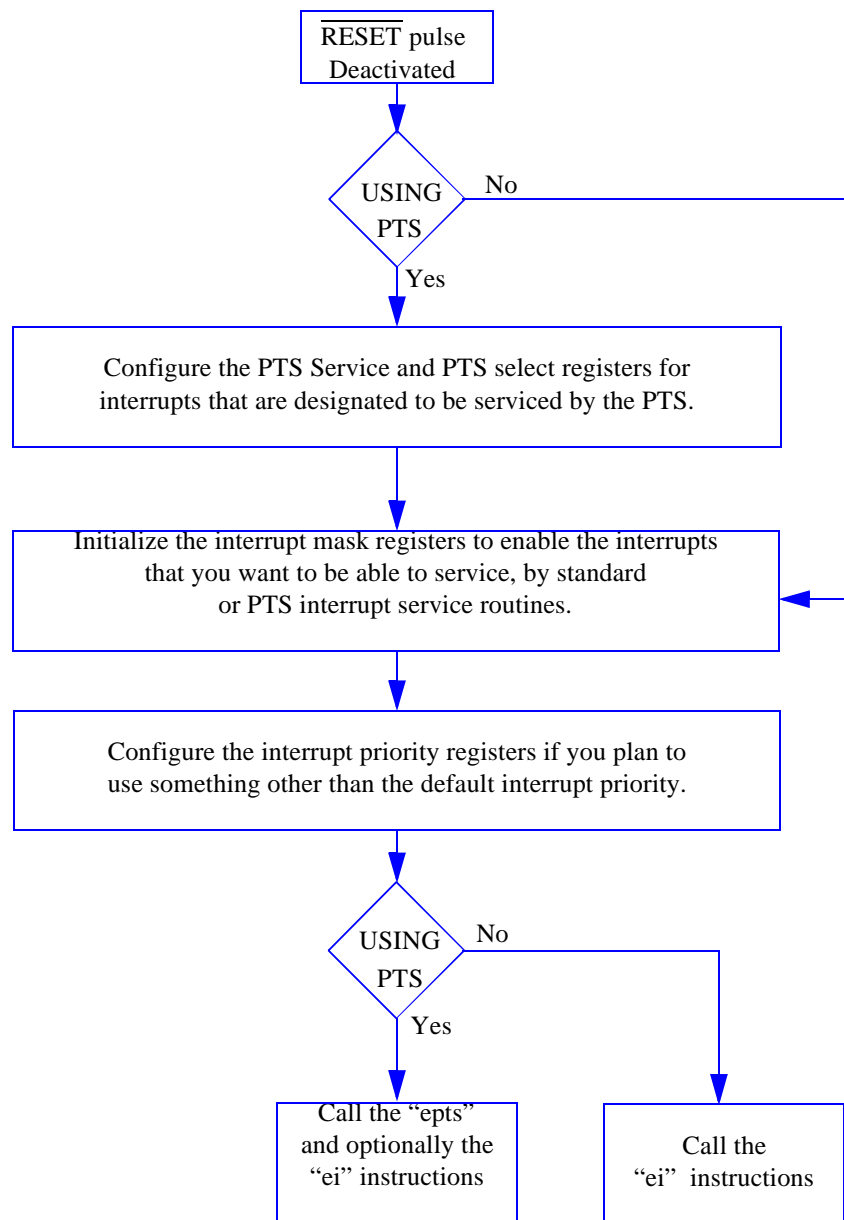 RESET pulse
Deactivated
USING
PTS
No
Yes
Configure the PTS Service and PTS select registers for
interrupts that are designated to be serviced by the PTS.
Initialize the interrupt mask registers to enable the interrupts
that you want to be able to service, by standard
or PTS interrupt service routines.
Configure the interrupt priority registers if you plan to
use something other than the default interrupt priority.
USING
PTS
No
Yes
Call the “epts”
and optionally the
“ei” instructions
Call the
“ei” instructions